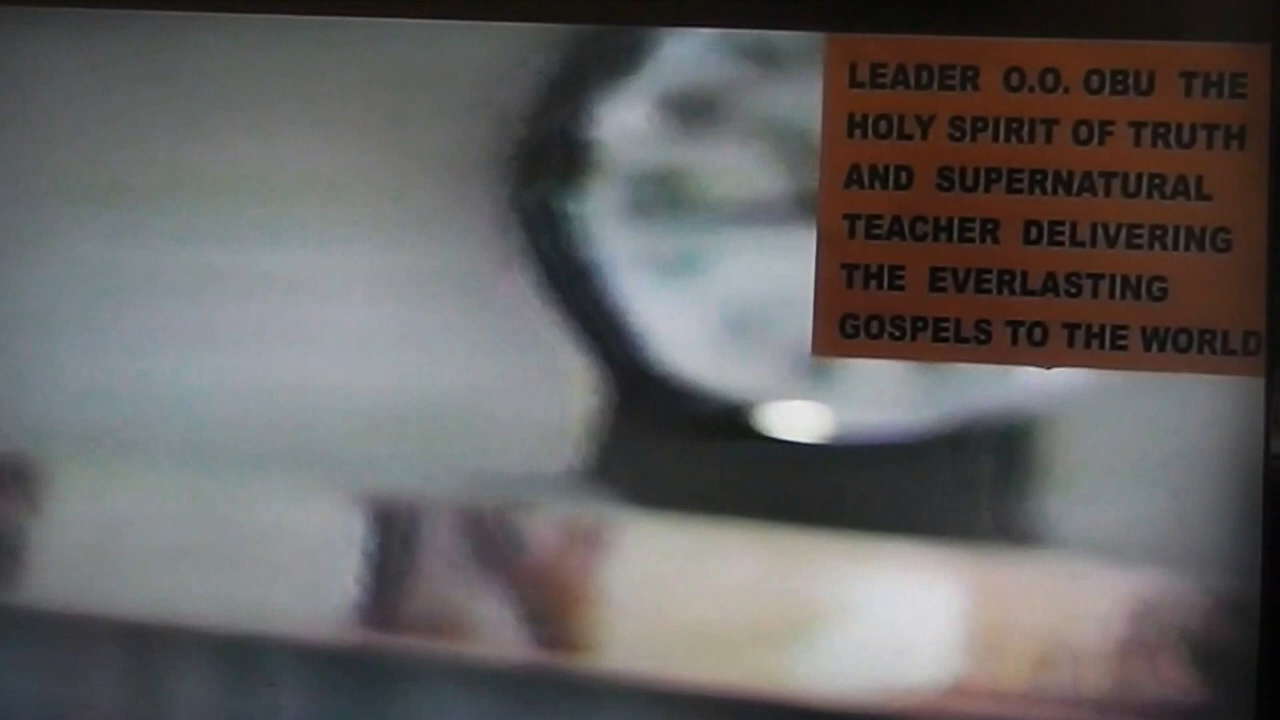 LEADER O.O. OBU THE
HOLY SPIRIT OF TRUTH
AND SUPERNATURAL
TEACHER DELIVERING
THE EVERLASTING
GOSPELS TO THE WORLD